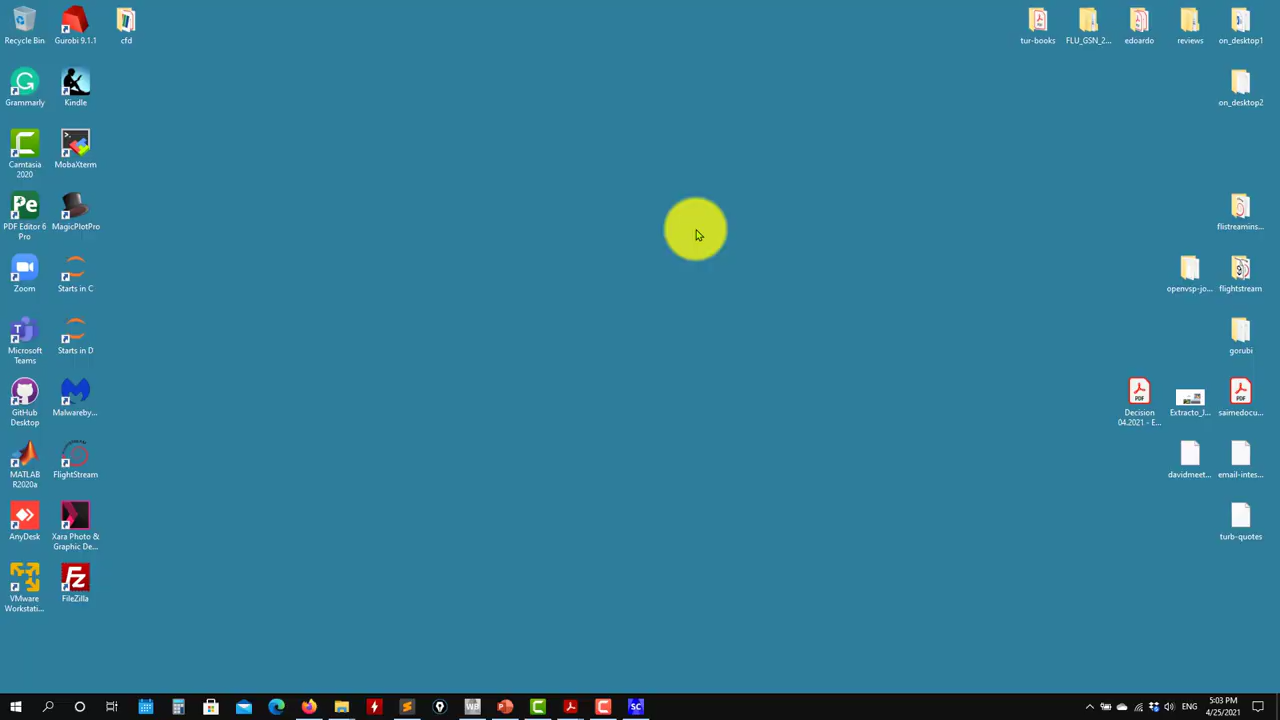 Recycle Bin
Gurobi 9.1.1
cfd
tur-books
FLU_GSN_2...
edoardo
reviews
on_desktop1
Grammarly
Kindle
on_desktop2
Camtasia
2020
MobaXterm
PDF Editor 6
Pro
MagicPlotPro
flistreamins...
Zoom
Starts in C
openvsp-jo...
flightstream
Microsoft
Teams
Starts in D
gorubi
GitHub
Desktop
Malwareby...
PDF
Decision
04.2021 - E...
Extracto_J...
PDF
saimedocu...
MATLAB
R2020a
FlightStream
davidmeet...
email-intes...
AnyDesk
Xara Photo &
Graphic De...
turb-quotes
VMware
Workstati...
FileZilla
ENG
5:03 PM
4/25/2021